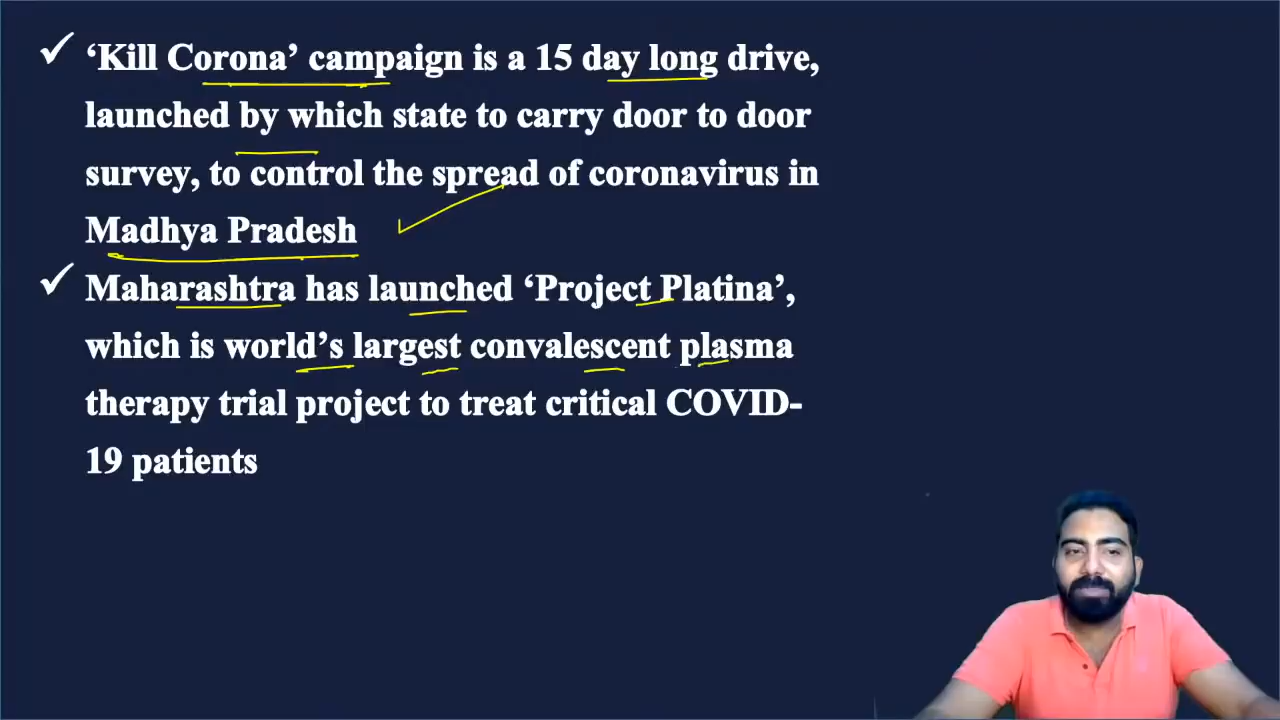 ✓ ‘Kill Corona’ campaign is a 15 day long drive,
launched by which state to carry door to door
survey, to control the spread of coronavirus in
Madhya Pradesh
✓ Maharashtra has launched ‘Project Platina’,
which is world’s largest convalescent plasma
therapy trial project to treat critical COVID-
19 patients